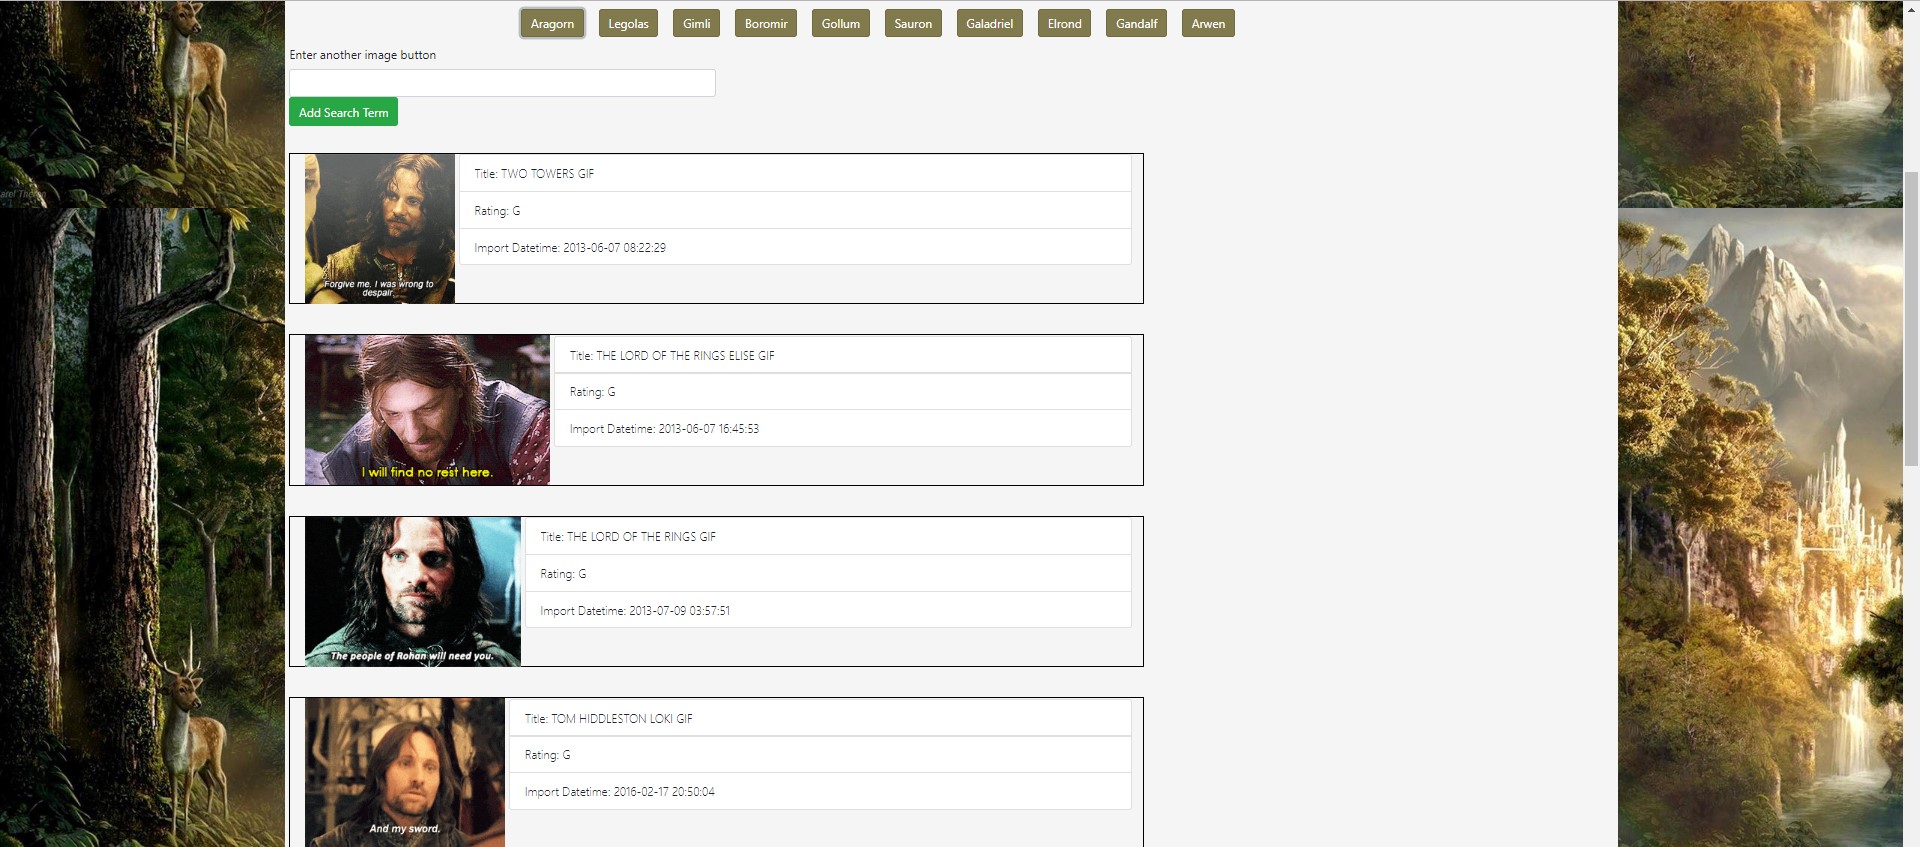 Aragorn Legolas Gimli Boromir Gollum Sauron Galadriel Elrond Gandalf Arwen
Enter another image button
Add Search Term
Title: TWO TOWERS GIF
Rating: G
Import Datetime: 2013-06-07 08:22:29
Forgive me. I was wrong to
despair
Title: THE LORD OF THE RINGS ELISE GIF
Rating: G
Import Datetime: 2013-06-07 16:45:53
I will find no rest here.
Title: THE LORD OF THE RINGS GIF
Rating: G
Import Datetime: 2013-07-09 03:57:51
The people of Rohan will need you.
Title: TOM HIDDLESTON LOKI GIF
Rating: G
Import Datetime: 2016-02-17 20:50:04
And my sword.